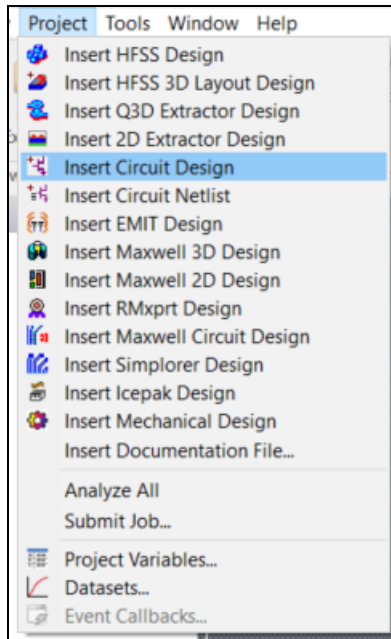 Project Tools Window Help
Insert HFSS Design
Insert HFSS 3D Layout Design
Insert Q3D Extractor Design
Insert 2D Extractor Design
Insert Circuit Design
Insert Circuit Netlist
Insert EMIT Design
Insert Maxwell 3D Design
Insert Maxwell 2D Design
Insert RMxprt Design
Insert Maxwell Circuit Design
Insert Simplorer Design
Insert Icepak Design
Insert Mechanical Design
Insert Documentation File...
Analyze All
Submit Job...
Project Variables...
Datasets...
Event Callbacks...